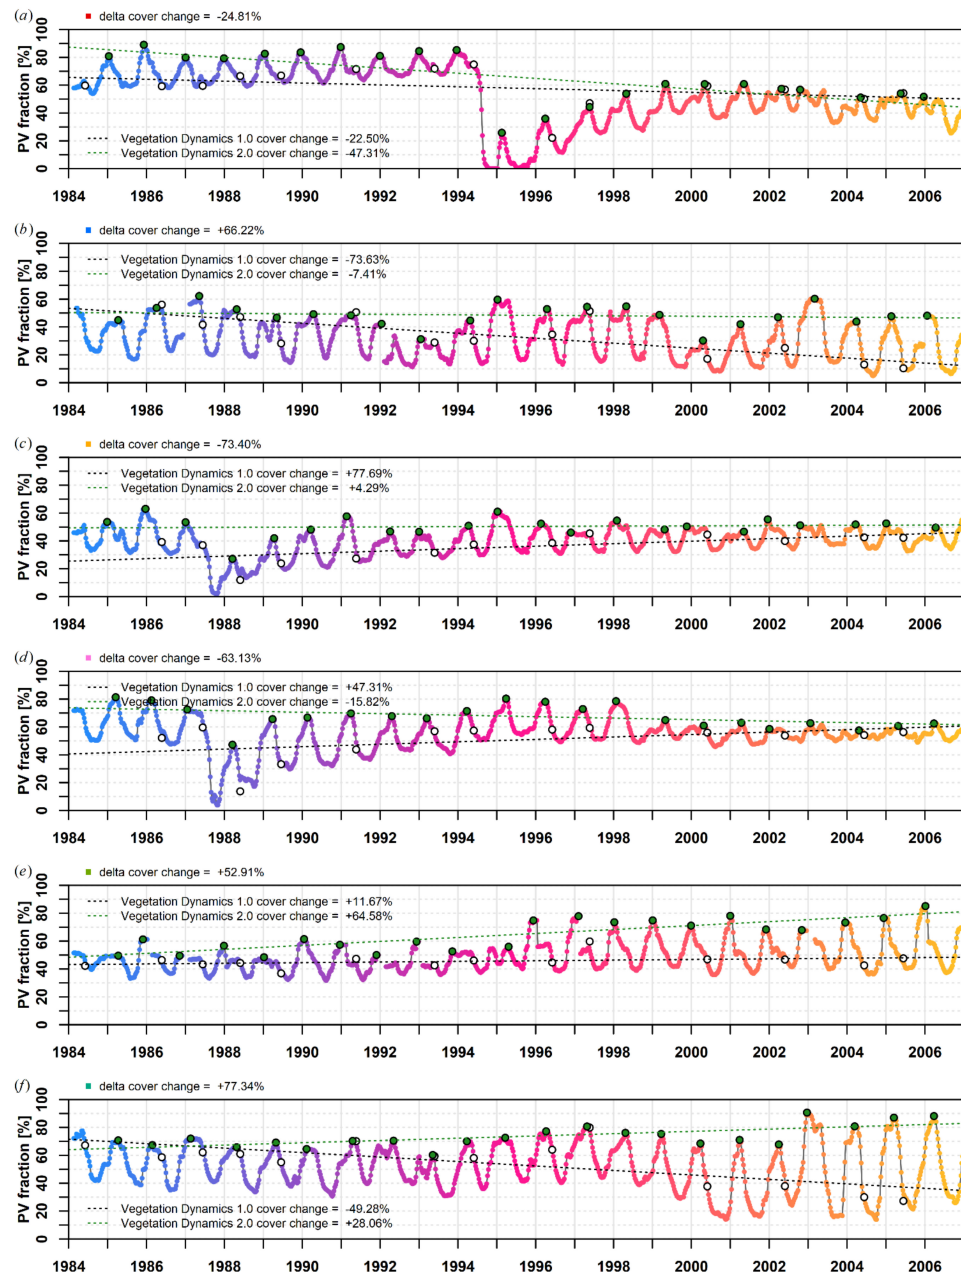 (a)
delta cover change = -24.81%
PV fraction [%]
0 20 40 60 80 100
Vegetation Dynamics 1.0 cover change = -22.50%
Vegetation Dynamics 2.0 cover change = -47.31%
1984 1986 1988 1990 1992 1994 1996 1998 2000 2002 2004 2006
(b)
delta cover change = +66.22%
PV fraction [%]
0 20 40 60 80 100
Vegetation Dynamics 1.0 cover change = -73.63%
Vegetation Dynamics 2.0 cover change = -7.41%
1984 1986 1988 1990 1992 1994 1996 1998 2000 2002 2004 2006
(c)
delta cover change = -73.40%
PV fraction [%]
0 20 40 60 80 100
Vegetation Dynamics 1.0 cover change = +77.69%
Vegetation Dynamics 2.0 cover change = +4.29%
1984 1986 1988 1990 1992 1994 1996 1998 2000 2002 2004 2006
(d)
delta cover change = -63.13%
PV fraction [%]
0 20 40 60 80 100
Vegetation Dynamics 1.0 cover change = +47.31%
Vegetation Dynamics 2.0 cover change = -15.82%
1984 1986 1988 1990 1992 1994 1996 1998 2000 2002 2004 2006
(e)
delta cover change = +52.91%
PV fraction [%]
0 20 40 60 80 100
Vegetation Dynamics 1.0 cover change = +11.67%
Vegetation Dynamics 2.0 cover change = +64.58%
1984 1986 1988 1990 1992 1994 1996 1998 2000 2002 2004 2006
(f)
delta cover change = +77.34%
PV fraction [%]
0 20 40 60 80 100
Vegetation Dynamics 1.0 cover change = -49.28%
Vegetation Dynamics 2.0 cover change = +28.06%
1984 1986 1988 1990 1992 1994 1996 1998 2000 2002 2004 2006